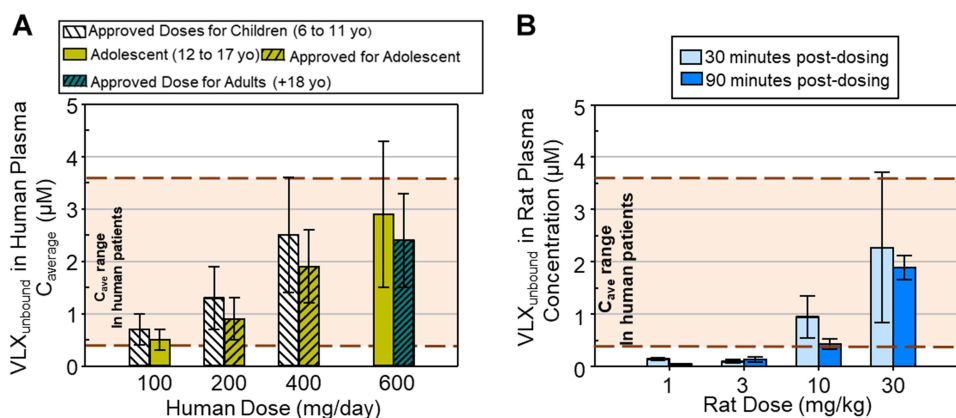 A
Approved Doses for Children (6 to 11 yo)
Adolescent (12 to 17 yo) Approved for Adolescent
Approved Dose for Adults (+18 yo)
VLXunbound in Human Plasma
Caverage (µM)
5
4
3
2
1
0
Cave range
In human patients
100 200 400 600
Human Dose (mg/day)
B
30 minutes post-dosing
90 minutes post-dosing
VLXunbound in Rat Plasma
Concentration (µM)
5
4
3
2
1
0
Cave range
In human patients
1 3 10 30
Rat Dose (mg/kg)